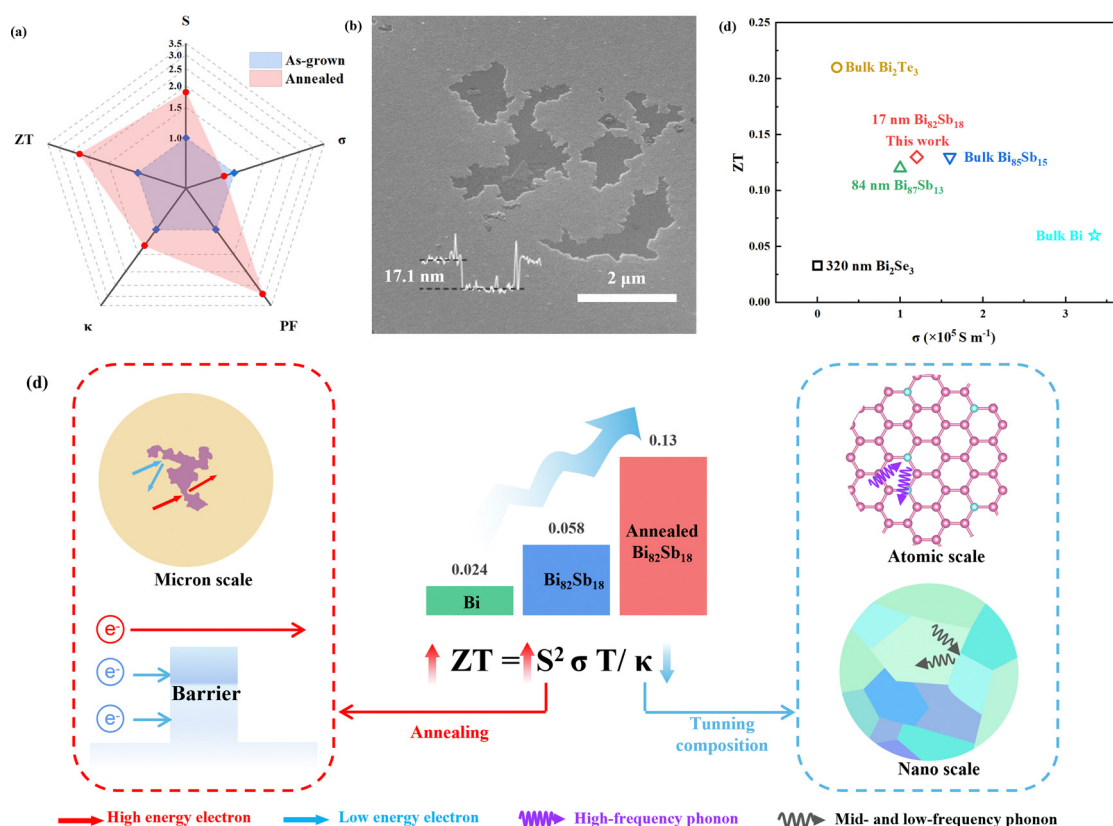 (a)
S
3.5
3.0
2.5
2.0
1.5
1.0
As-grown
Annealed
ZT
σ
κ
PF
(b)
17.1 nm
2 μm
(d)
0.25
0.20
0.15
0.10
0.05
0.00
ZT
Bulk Bi₂Te₃
17 nm Bi₈₂Sb₁₈
This work
Bulk Bi₈₅Sb₁₅
84 nm Bi₈₇Sb₁₃
Bulk Bi
320 nm Bi₂Se₃
0 1 2 3
σ (×10⁵ S m⁻¹)
(d)
Micron scale
e⁻
e⁻
Barrier
e⁻
0.024
Bi
0.058
Bi₈₂Sb₁₈
0.13
Annealed
Bi₈₂Sb₁₈
ZT = S² σ T/ κ
Annealing
Tunning
composition
Atomic scale
Nano scale
High energy electron
Low energy electron
High-frequency phonon
Mid- and low-frequency phonon